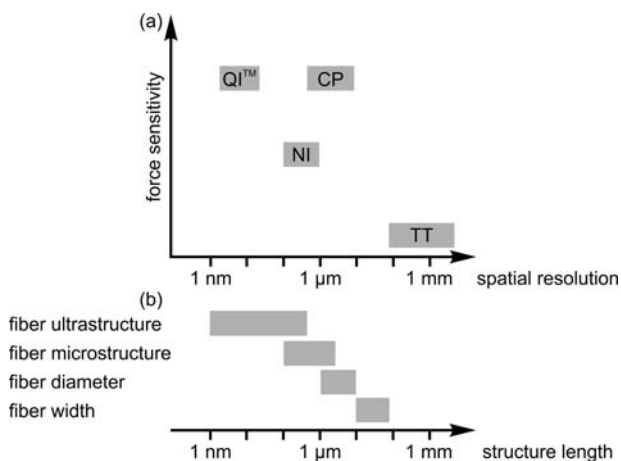 (a)
QI™
CP
NI
TT
force sensitivity
1 nm
1 µm
1 mm
spatial resolution
(b)
fiber ultrastructure
fiber microstructure
fiber diameter
fiber width
1 nm
1 µm
1 mm
structure length